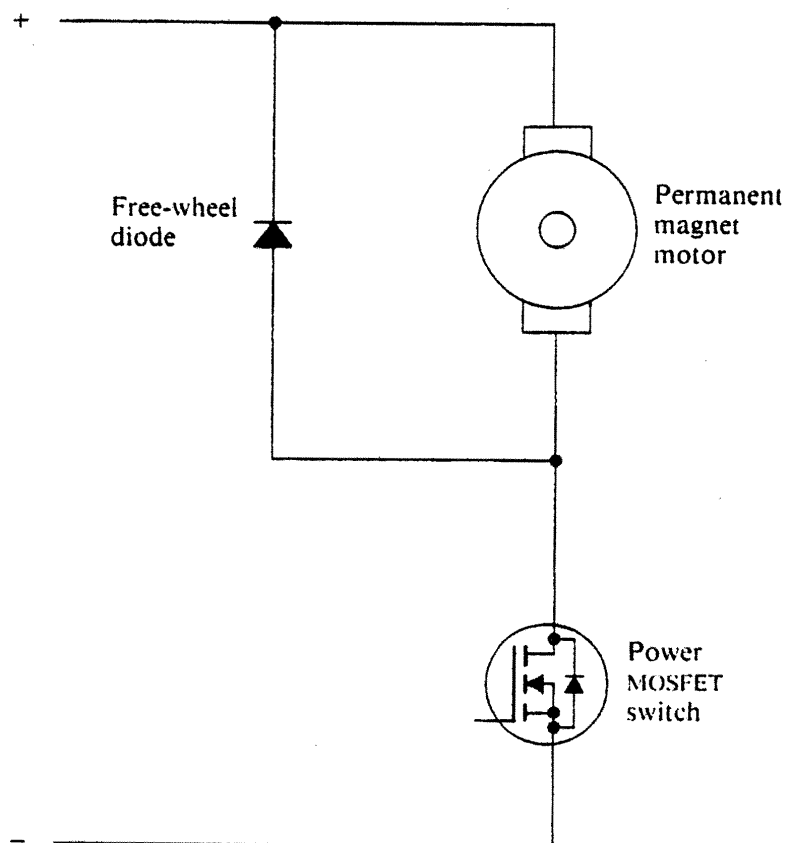 +
Free-wheel
diode
Permanent
magnet
motor
Power
MOSFET
switch
−